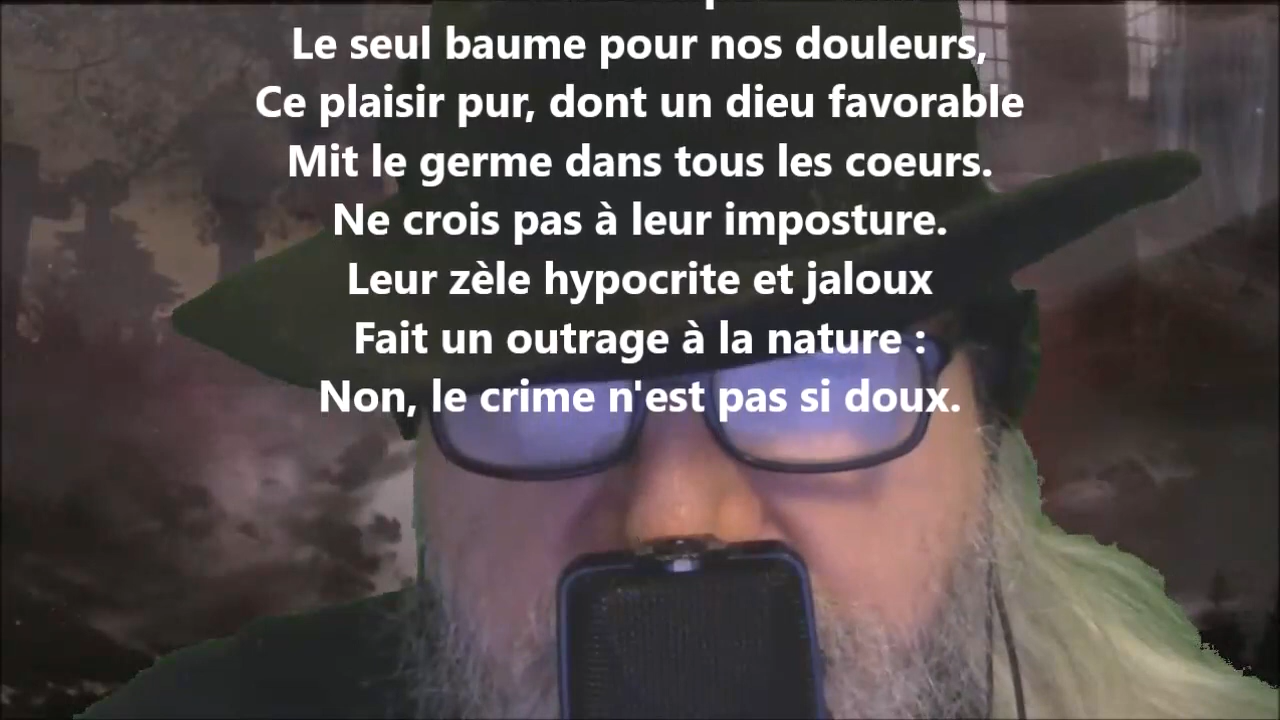 Le seul baume pour nos douleurs,
Ce plaisir pur, dont un dieu favorable
Mit le germe dans tous les coeurs.
Ne crois pas à leur imposture.
Leur zèle hypocrite et jaloux
Fait un outrage à la nature :
Non, le crime n'est pas si doux.